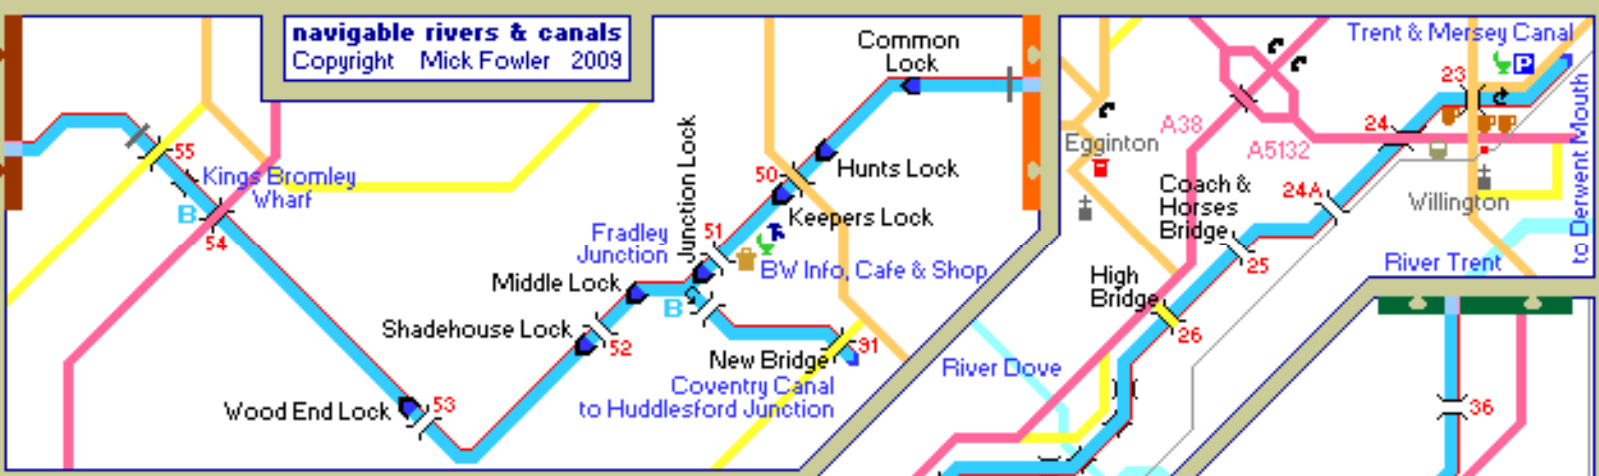 navigable rivers & canals
Copyright Mick Fowler 2009
Common
Lock
Hunts Lock
50
Keepers Lock
Junction Lock
51
Fradley
Junction
BW Info, Cafe & Shop
Middle Lock
B
Shadehouse Lock
52
New Bridge
91
Coventry Canal
to Huddlesford Junction
Wood End Lock
53
55
Kings Bromley
Wharf
B
54
Trent & Mersey Canal
P
23
24
A38
A5132
Egginton
Willington
to Derwent Mouth
Coach &
Horses
Bridge
24A
25
River Trent
High
Bridge
26
River Dove
36